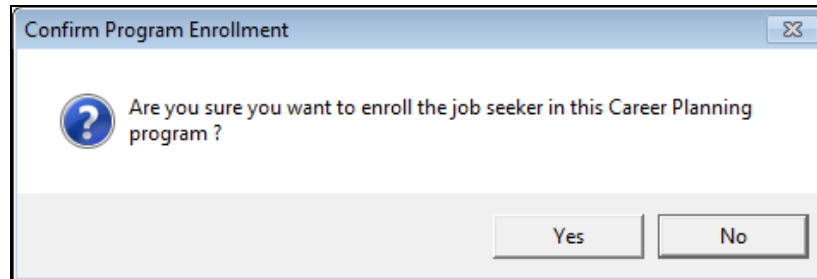 Confirm Program Enrollment
Are you sure you want to enroll the job seeker in this Career Planning
program ?
Yes
No